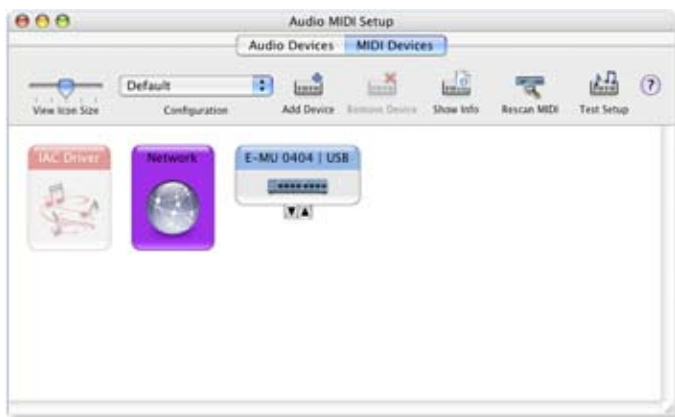 Audio MIDI Setup
Audio Devices MIDI Devices
Default
View Icon Size Configuration Add Device Remove Device Show Info Rescan MIDI Test Setup ?
IAC Driver Network E-MU 0404 | USB